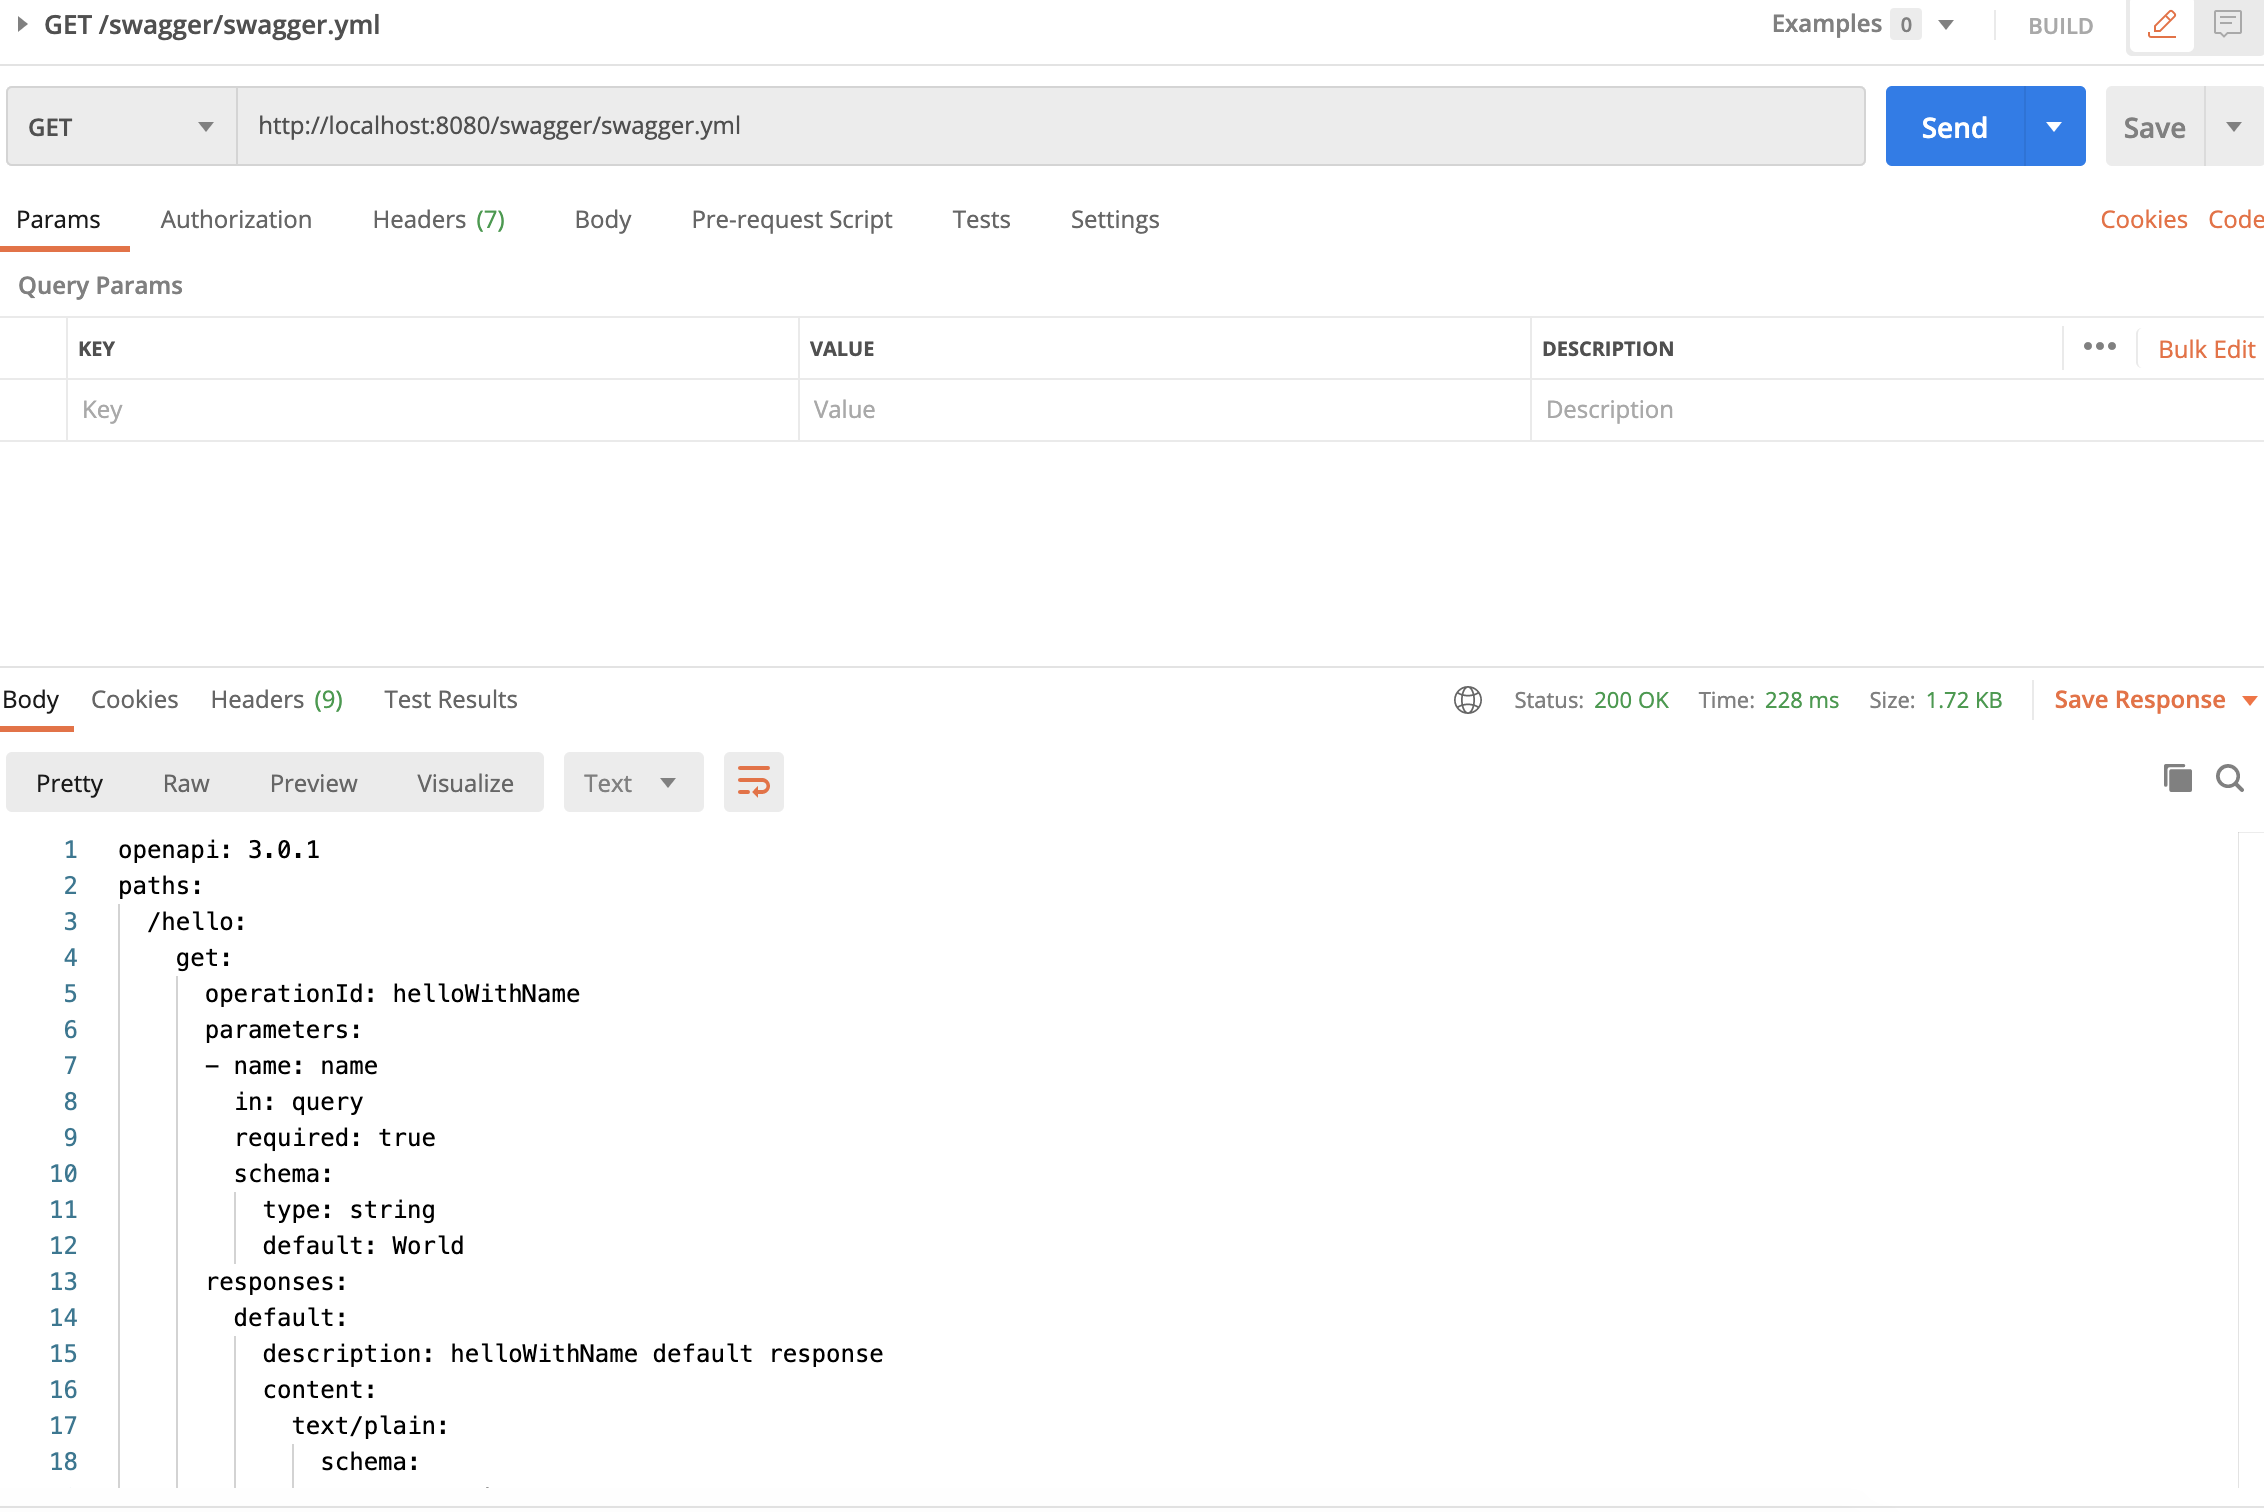 GET /swagger/swagger.yml
Examples 0 BUILD
GET http://localhost:8080/swagger/swagger.yml Send Save
Params Authorization Headers (7) Body Pre-request Script Tests Settings Cookies Code
Query Params
KEY VALUE DESCRIPTION ••• Bulk Edit
Key Value Description
Body Cookies Headers (9) Test Results Status: 200 OK Time: 228 ms Size: 1.72 KB Save Response
Pretty Raw Preview Visualize Text
1 openapi: 3.0.1
2 paths:
3   /hello:
4     get:
5       operationId: helloWithName
6       parameters:
7       - name: name
8         in: query
9         required: true
10         schema:
11           type: string
12           default: World
13       responses:
14         default:
15           description: helloWithName default response
16           content:
17             text/plain:
18               schema: